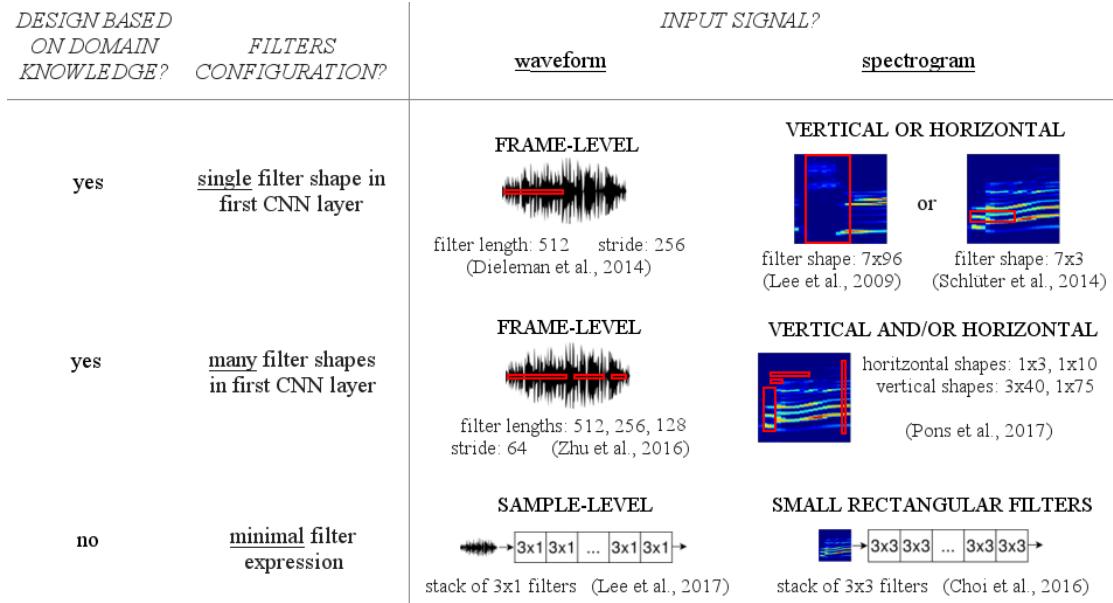 DESIGN BASED
ON DOMAIN
KNOWLEDGE?
FILTERS
CONFIGURATION?
INPUT SIGNAL?
waveform
spectrogram
yes
single filter shape in
first CNN layer
FRAME-LEVEL
filter length: 512 stride: 256
(Dieleman et al., 2014)
VERTICAL OR HORIZONTAL
or
filter shape: 7x96
(Lee et al., 2009)
filter shape: 7x3
(Schlüter et al., 2014)
yes
many filter shapes
in first CNN layer
FRAME-LEVEL
filter lengths: 512, 256, 128
stride: 64 (Zhu et al., 2016)
VERTICAL AND/OR HORIZONTAL
horitzontal shapes: 1x3, 1x10
vertical shapes: 3x40, 1x75
(Pons et al., 2017)
no
minimal filter
expression
SAMPLE-LEVEL
3x1 3x1 ... 3x1 3x1
stack of 3x1 filters (Lee et al., 2017)
SMALL RECTANGULAR FILTERS
3x3 3x3 ... 3x3 3x3
stack of 3x3 filters (Choi et al., 2016)